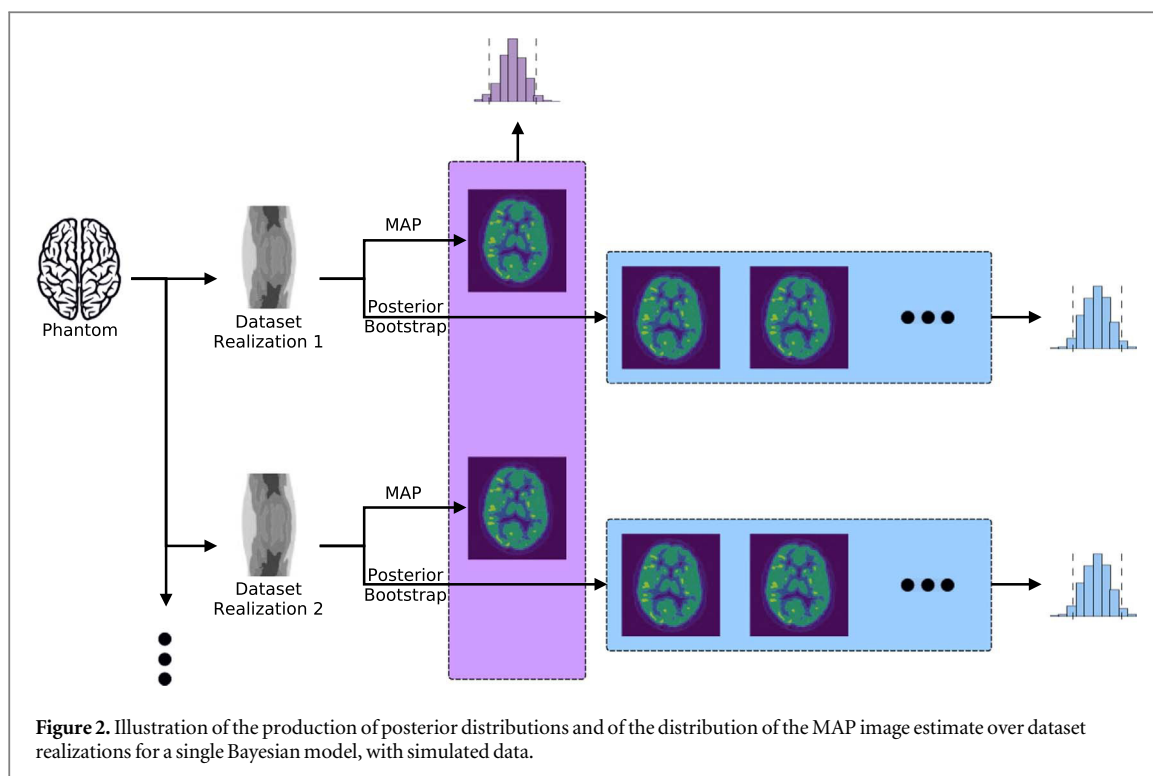 Phantom
Dataset
Realization 1
MAP
Posterior
Bootstrap
Dataset
Realization 2
MAP
Posterior
Bootstrap
Figure 2. Illustration of the production of posterior distributions and of the distribution of the MAP image estimate over dataset
realizations for a single Bayesian model, with simulated data.